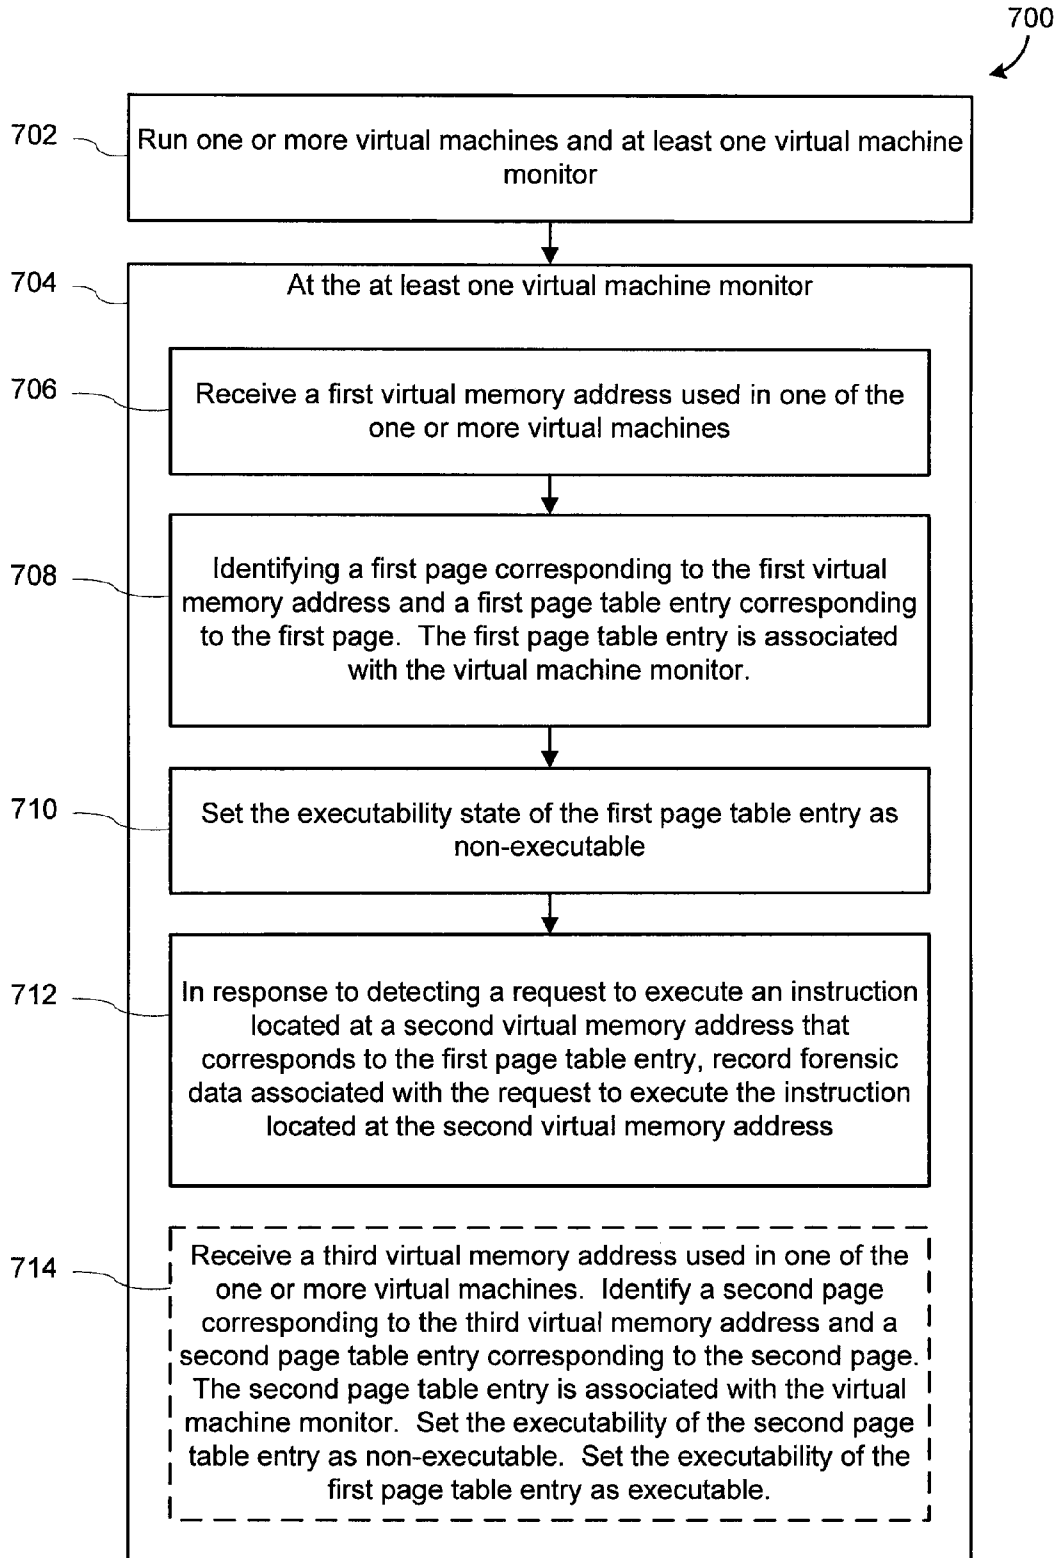 700
702
Run one or more virtual machines and at least one virtual machine
monitor
704
At the at least one virtual machine monitor
706
Receive a first virtual memory address used in one of the
one or more virtual machines
708
Identifying a first page corresponding to the first virtual
memory address and a first page table entry corresponding
to the first page. The first page table entry is associated
with the virtual machine monitor.
710
Set the executability state of the first page table entry as
non-executable
712
In response to detecting a request to execute an instruction
located at a second virtual memory address that
corresponds to the first page table entry, record forensic
data associated with the request to execute the instruction
located at the second virtual memory address
714
Receive a third virtual memory address used in one of the
one or more virtual machines. Identify a second page
corresponding to the third virtual memory address and a
second page table entry corresponding to the second page.
The second page table entry is associated with the virtual
machine monitor. Set the executability of the second page
table entry as non-executable. Set the executability of the
first page table entry as executable.